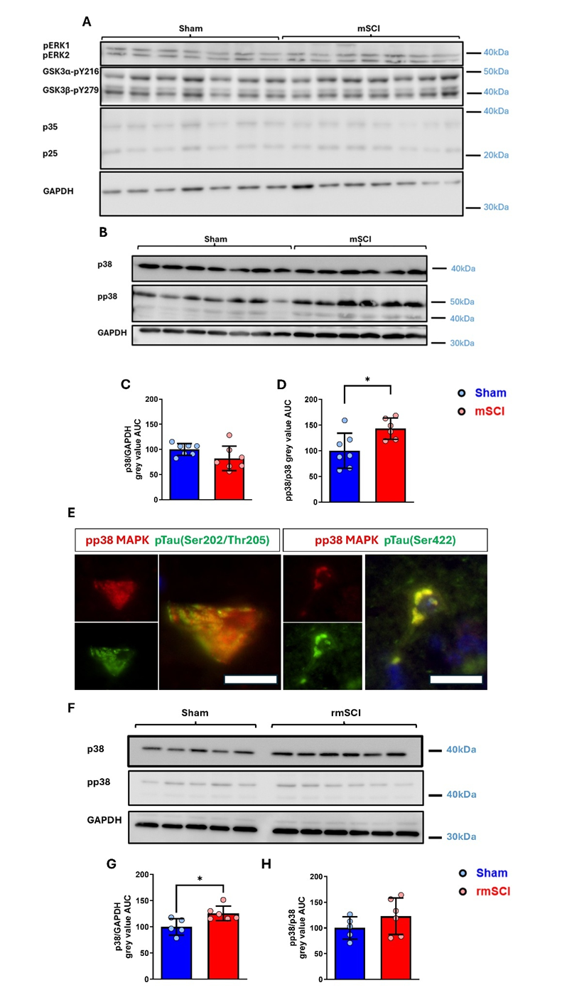 A
Sham
mSCI
pERK1
pERK2
40kDa
GSK3α-pY216
50kDa
GSK3β-pY279
40kDa
40kDa
p35
p25
20kDa
GAPDH
30kDa
B
Sham
mSCI
p38
40kDa
pp38
50kDa
40kDa
GAPDH
30kDa
C
p38/GAPDH
grey value AUC
200
150
100
50
0
D
pp38/p38 grey value AUC
200
150
100
50
0
*
Sham
mSCI
E
pp38 MAPK pTau(Ser202/Thr205)
pp38 MAPK pTau(Ser422)
F
Sham
rmSCI
p38
40kDa
pp38
40kDa
GAPDH
30kDa
G
p38/GAPDH
grey value AUC
200
150
100
50
0
*
H
pp38/p38
grey value AUC
200
150
100
50
0
Sham
rmSCI